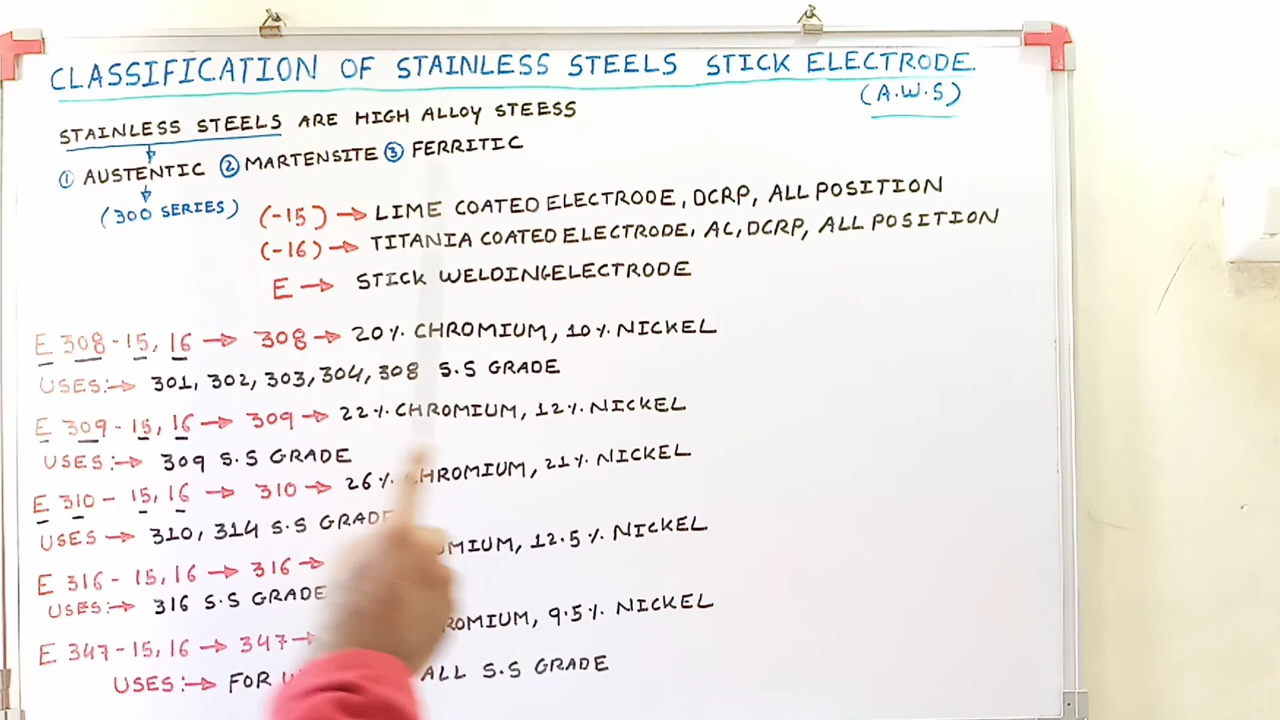 CLASSIFICATION OF STAINLESS STEELS STICK ELECTRODE.
(A.W.S)
STAINLESS STEELS ARE HIGH ALLOY STEESS
① AUSTENTIC ② MARTENSITE ③ FERRITIC
(300 SERIES)
(-15) → LIME COATED ELECTRODE, DCRP, ALL POSITION
(-16) → TITANIA COATED ELECTRODE, AC, DCRP, ALL POSITION
E → STICK WELDINGELECTRODE
E 308-15, 16 → 308 → 20% CHROMIUM, 10% NICKEL
USES:→ 301, 302, 303, 304, 308 S.S GRADE
E 309-15, 16 → 309 → 22% CHROMIUM, 12% NICKEL
USES:→ 309 S.S GRADE
E 310-15, 16 → 310 → 26% CHROMIUM, 21% NICKEL
USES → 310, 314 S.S GRADE
E 316-15, 16 → 316 → OMIUM, 12.5% NICKEL
USES:→ 316 S.S GRADE
E 347-15, 16 → 347 → ROMIUM, 9.5% NICKEL
USES:→ FOR ALL S.S GRADE